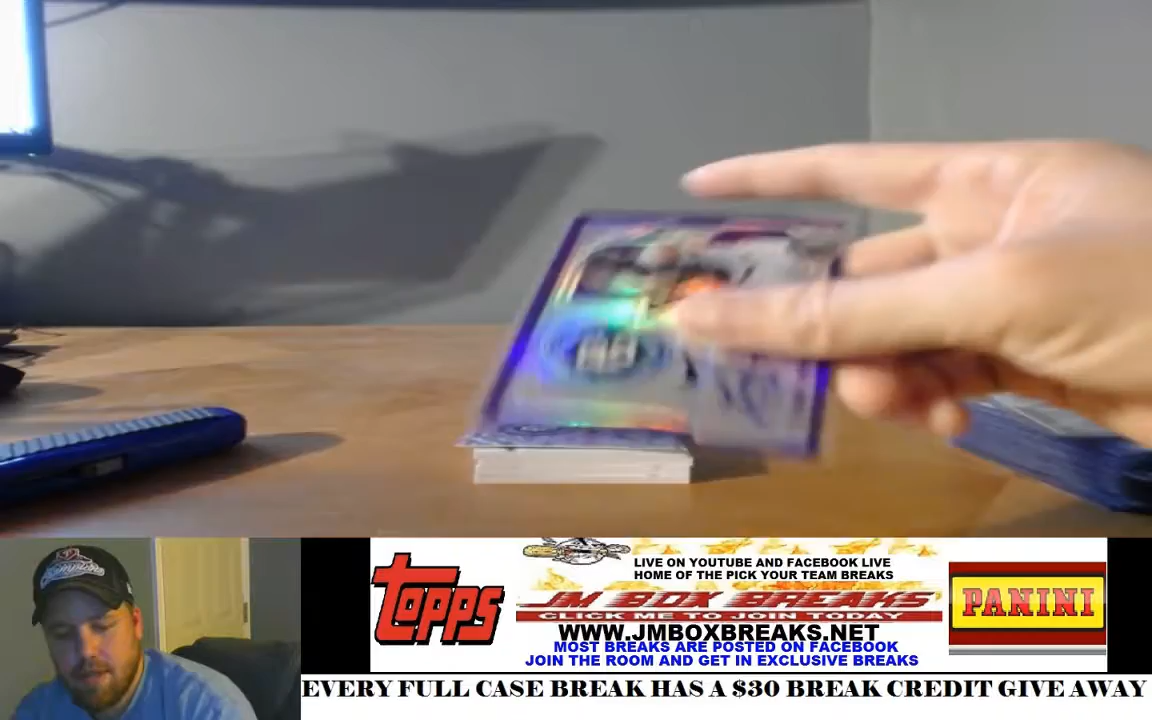 TOPPS
LIVE ON YOUTUBE AND FACEBOOK LIVE
HOME OF THE PICK YOUR TEAM BREAKS
JM BOX BREAKS
CLICK ME TO JOIN TODAY
WWW.JMBOXBREAKS.NET
MOST BREAKS ARE POSTED ON FACEBOOK
JOIN THE ROOM AND GET IN EXCLUSIVE BREAKS
PANINI
EVERY FULL CASE BREAK HAS A $30 BREAK CREDIT GIVE AWAY